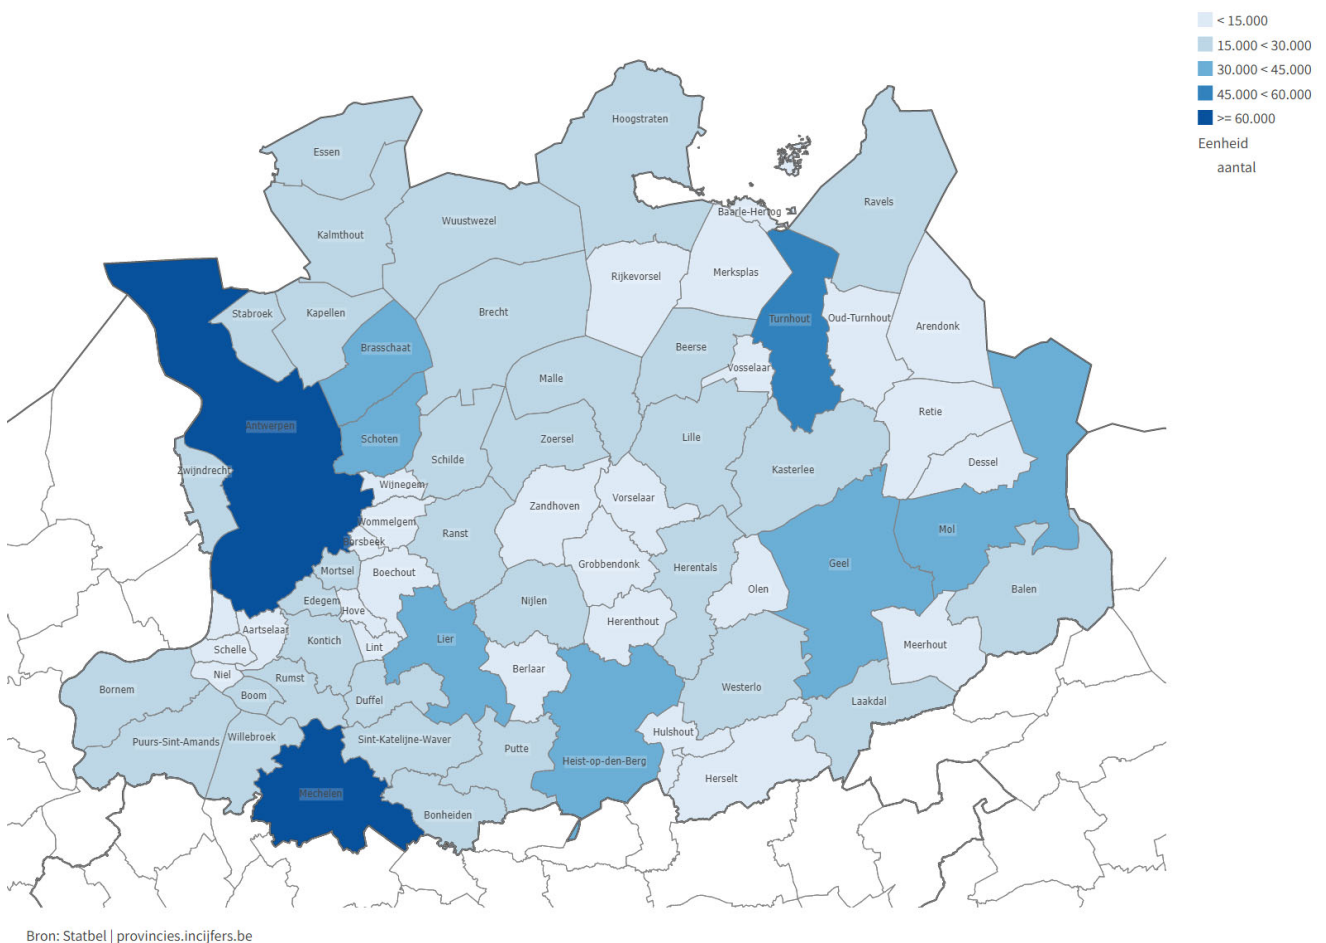 < 15.000
15.000 < 30.000
30.000 < 45.000
45.000 < 60.000
>= 60.000
Eenheid
aantal
Hoogstraten
Essen
Ravels
Baarle-Hertog
Wuustwezel
Kalmthout
Merksplas
Rijkevorsel
Stabroek
Kapellen
Brecht
Turnhout
Oud-Turnhout
Arendonk
Brasschaat
Beerse
Vosselaar
Malle
Retie
Antwerpen
Schoten
Zoersel
Lille
Schilde
Dessel
Zwijndrecht
Kasterlee
Wijnegem
Vorselaar
Zandhoven
Wommelgem
Ranst
Mol
Borsbeek
Grobbendonk
Geel
Herentals
Mortsel
Boechout
Olen
Balen
Edegem
Nijlen
Hove
Herenthout
Aartselaar
Kontich
Lier
Meerhout
Schelle
Lint
Berlaar
Niel
Rumst
Westerlo
Bornem
Boom
Duffel
Laakdal
Hulshout
Willebroek
Sint-Katelijne-Waver
Puurs-Sint-Amands
Putte
Heist-op-den-Berg
Herselt
Mechelen
Bonheiden
Bron: Statbel | provincies.incijfers.be